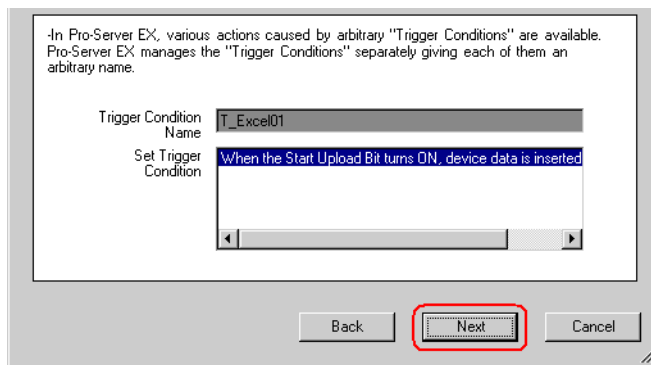 -In Pro-Server EX, various actions caused by arbitrary "Trigger Conditions" are available.
Pro-Server EX manages the "Trigger Conditions" separately giving each of them an
arbitrary name.
Trigger Condition
Name
T_Excel01
Set Trigger
Condition
When the Start Upload Bit turns ON, device data is inserted
Back
Next
Cancel